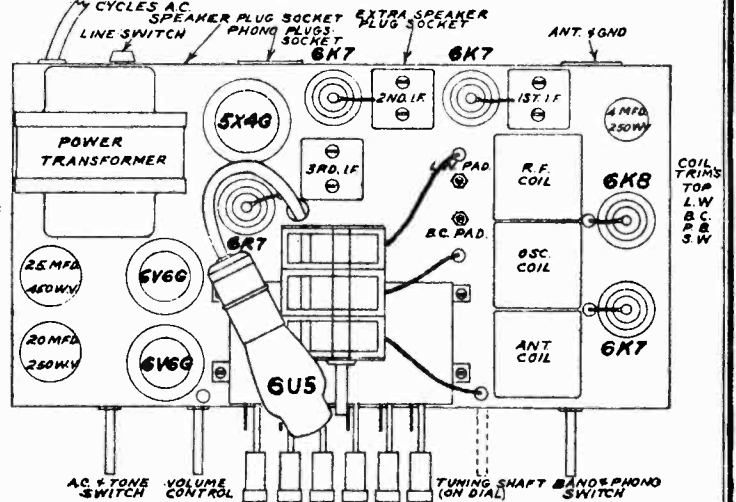 CYCLES A.C.
LINE SWITCH
SPEAKER PLUG SOCKET
PHONO PLUGS
SOCKET
EXTRA SPEAKER
PLUG SOCKET
ANT. & GND
6K7
6K7
2ND. I.F.
1ST. I.F.
5X4G
4 MFD.
250 W.V.
POWER
TRANSFORMER
3RD. I.F.
L.W. PAD.
R.F.
COIL
COIL
TRIM'S
TOP
L.W
B.C.
P.B.
S.W
6K8
6R7
B.C. PAD.
OSC.
COIL
25 MFD.
450 W.V.
6V6G
6K7
20 MFD.
250 W.V
6V6G
6U5
ANT.
COIL
A.C. & TONE
SWITCH
VOLUME
CONTROL
TUNING SHAFT
(ON DIAL)
BAND & PHONO
SWITCH